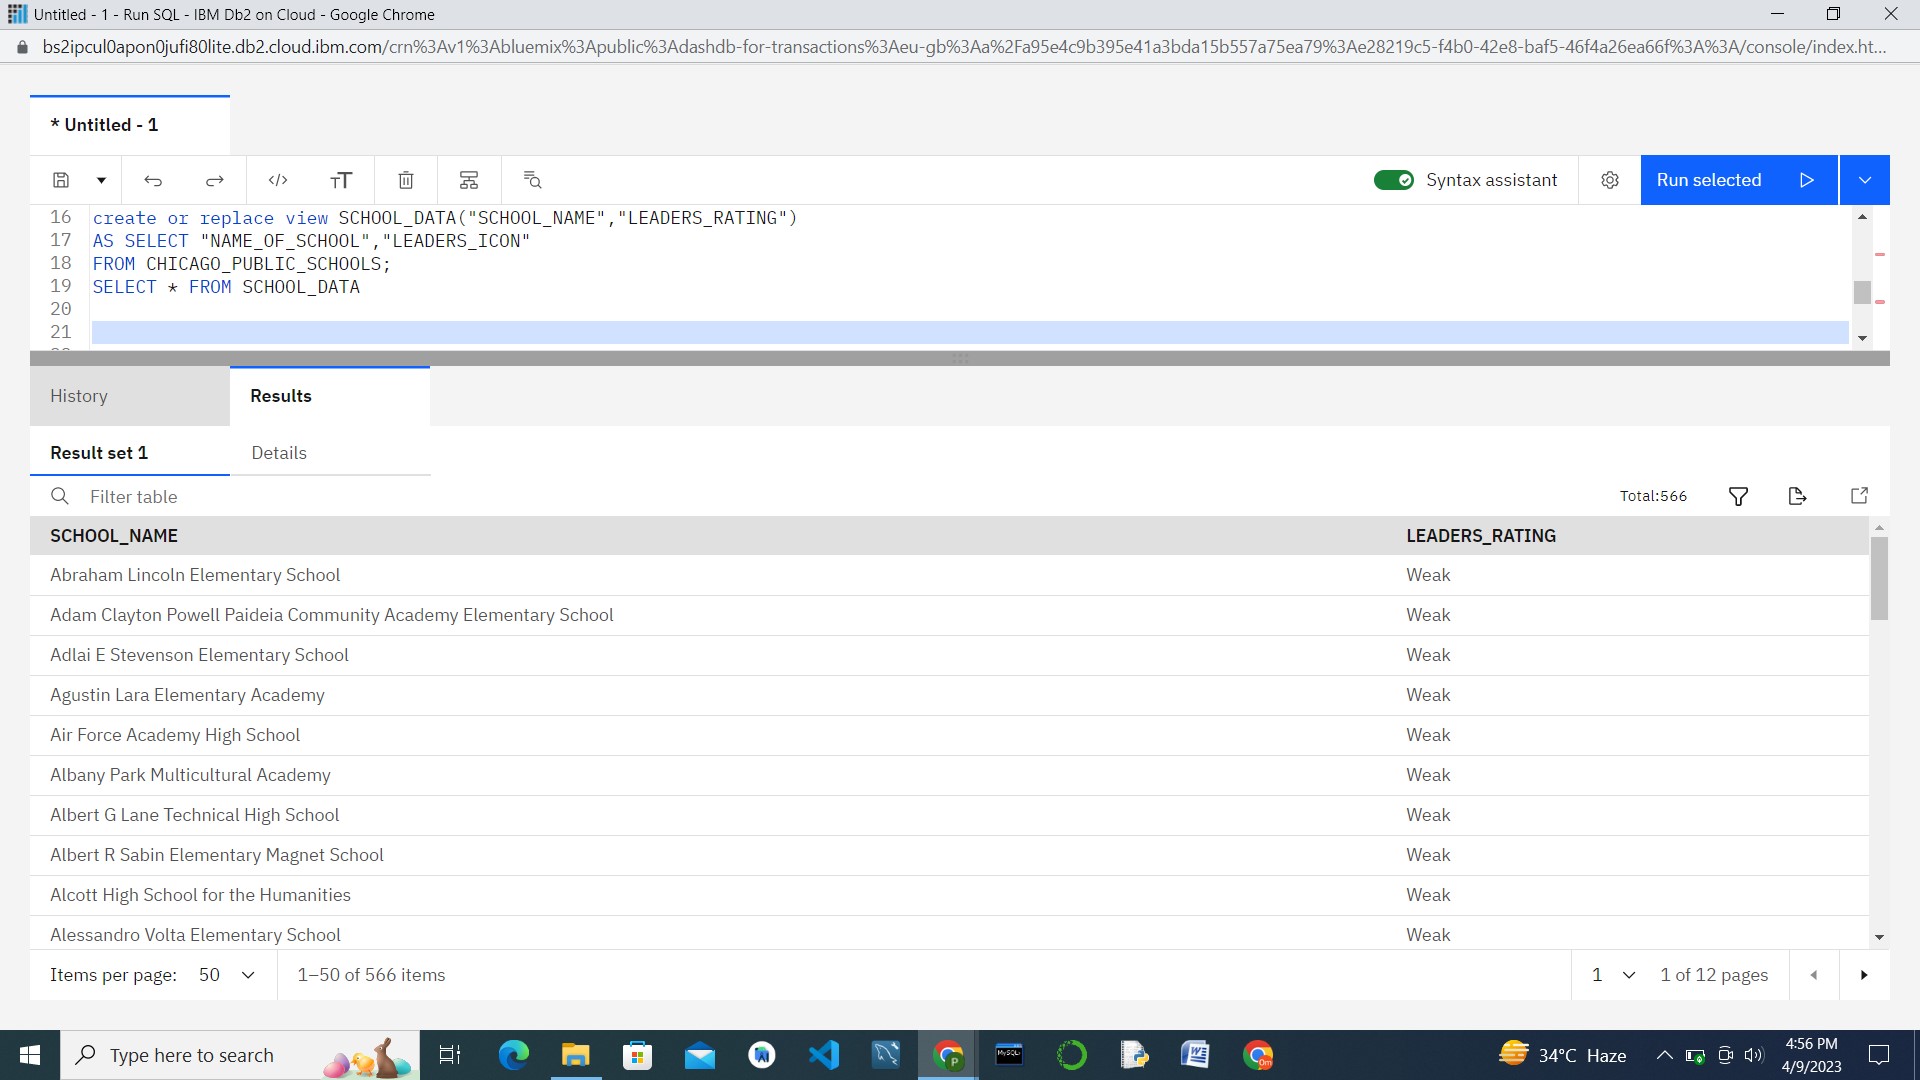 Untitled - 1 - Run SQL - IBM Db2 on Cloud - Google Chrome
bs2ipcul0apon0jufi80lite.db2.cloud.ibm.com/crn%3Av1%3Abluemix%3Apublic%3Adashdb-for-transactions%3Aeu-gb%3Aa%2Fa95e4c9b395e41a3bda15b557a75ea79%3Ae28219c5-f4b0-42e8-baf5-46f4a26ea66f%3A%3A/console/index.ht...
* Untitled - 1
Syntax assistant
Run selected
16 create or replace view SCHOOL_DATA("SCHOOL_NAME","LEADERS_RATING")
17 AS SELECT "NAME_OF_SCHOOL","LEADERS_ICON"
18 FROM CHICAGO_PUBLIC_SCHOOLS;
19 SELECT * FROM SCHOOL_DATA
20
21
History Results
Result set 1 Details
Filter table Total:566
SCHOOL_NAME LEADERS_RATING
Abraham Lincoln Elementary School Weak
Adam Clayton Powell Paideia Community Academy Elementary School Weak
Adlai E Stevenson Elementary School Weak
Agustin Lara Elementary Academy Weak
Air Force Academy High School Weak
Albany Park Multicultural Academy Weak
Albert G Lane Technical High School Weak
Albert R Sabin Elementary Magnet School Weak
Alcott High School for the Humanities Weak
Alessandro Volta Elementary School Weak
Items per page: 50 1–50 of 566 items 1 1 of 12 pages
Type here to search
34°C Haze
4:56 PM
4/9/2023